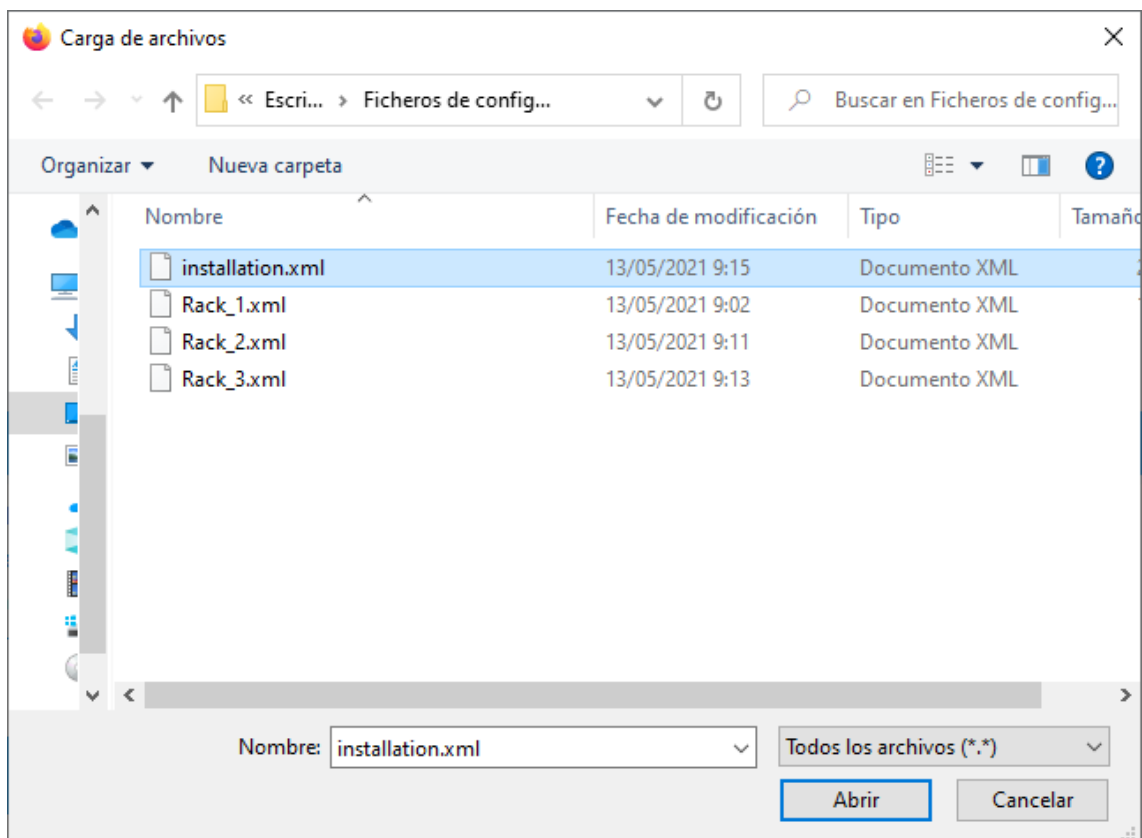 Carga de archivos
« Escri... › Ficheros de config... Buscar en Ficheros de config...
Organizar Nueva carpeta ?
Nombre Fecha de modificación Tipo Tamaño
installation.xml 13/05/2021 9:15 Documento XML
Rack_1.xml 13/05/2021 9:02 Documento XML
Rack_2.xml 13/05/2021 9:11 Documento XML
Rack_3.xml 13/05/2021 9:13 Documento XML
Nombre: installation.xml Todos los archivos (*.*)
Abrir Cancelar